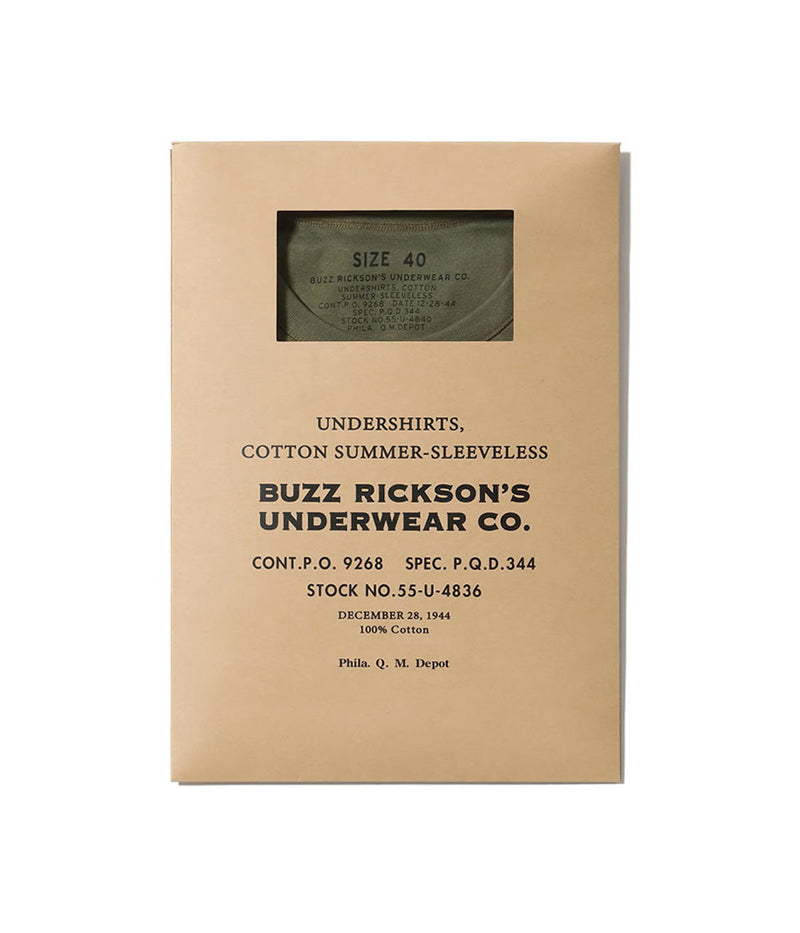 SIZE 40
BUZZ RICKSON'S UNDERWEAR CO.
UNDERSHIRTS, COTTON
SUMMER-SLEEVELESS
CONT.P.O. 9268 DATE 12-28-44
SPEC. P.Q.D.344
STOCK NO.55-U-4840
PHILA. Q.M.DEPOT
UNDERSHIRTS,
COTTON SUMMER-SLEEVELESS
BUZZ RICKSON'S
UNDERWEAR CO.
CONT.P.O. 9268 SPEC. P.Q.D.344
STOCK NO.55-U-4836
DECEMBER 28, 1944
100% Cotton
Phila. Q. M. Depot